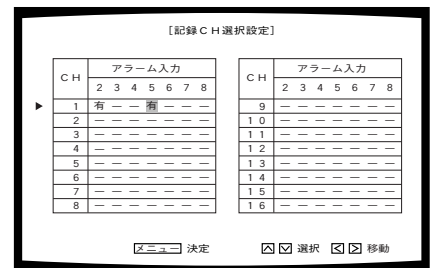 [記録CH選択設定]
CH アラーム入力
2 3 4 5 6 7 8
▶ 1 有 — — 有 — — —
2 — — — — — — —
3 — — — — — — —
4 — — — — — — —
5 — — — — — — —
6 — — — — — — —
7 — — — — — — —
8 — — — — — — —
CH アラーム入力
2 3 4 5 6 7 8
9 — — — — — — —
10 — — — — — — —
11 — — — — — — —
12 — — — — — — —
13 — — — — — — —
14 — — — — — — —
15 — — — — — — —
16 — — — — — — —
メニュー 決定 ∧ ∨ 選択 < > 移動